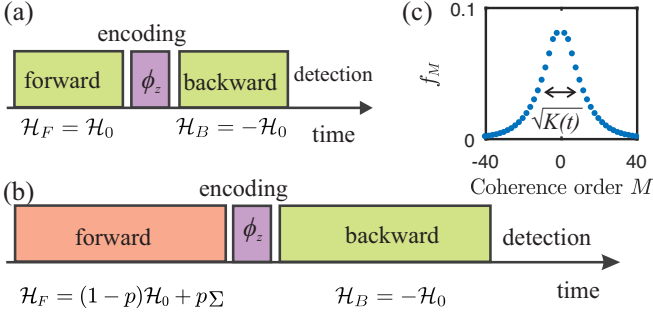 (a)
encoding
forward
ϕ_z
backward
detection
ℋ_F = ℋ_0
ℋ_B = −ℋ_0
time
(c)
0.1
f_M
√K(t)
0
-40
0
40
Coherence order M
(b)
encoding
forward
ϕ_z
backward
detection
time
ℋ_F = (1 − p)ℋ_0 + pΣ
ℋ_B = −ℋ_0